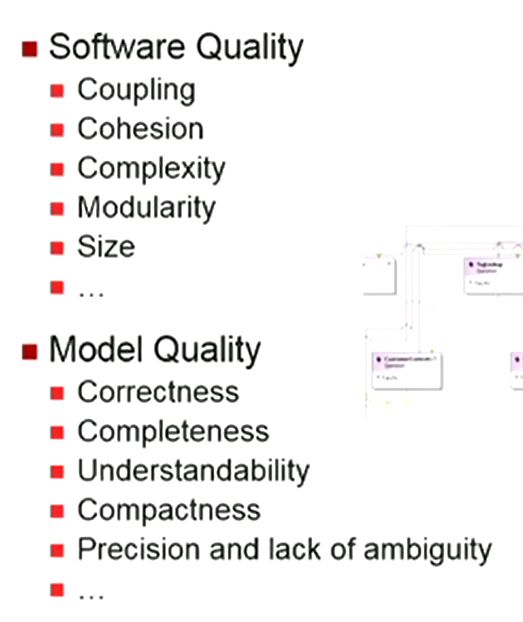 Software Quality
Coupling
Cohesion
Complexity
Modularity
Size
...
Model Quality
Correctness
Completeness
Understandability
Compactness
Precision and lack of ambiguity
...